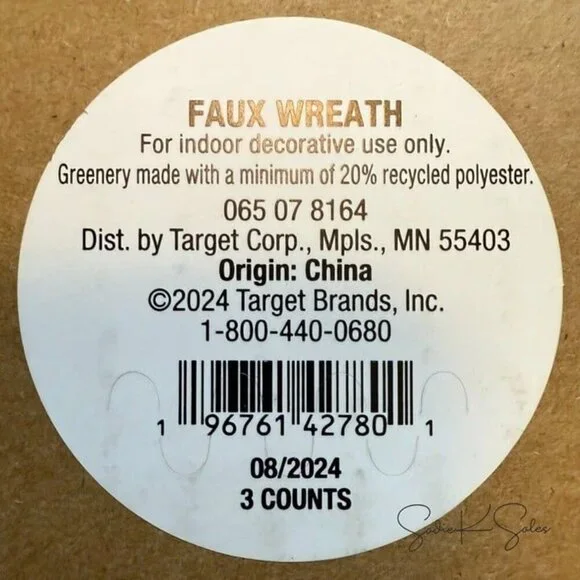 FAUX WREATH
For indoor decorative use only.
Greenery made with a minimum of 20% recycled polyester.
065 07 8164
Dist. by Target Corp., Mpls., MN 55403
Origin: China
©2024 Target Brands, Inc.
1-800-440-0680
1 96761 42780 1
08/2024
3 COUNTS
SadieK Sales